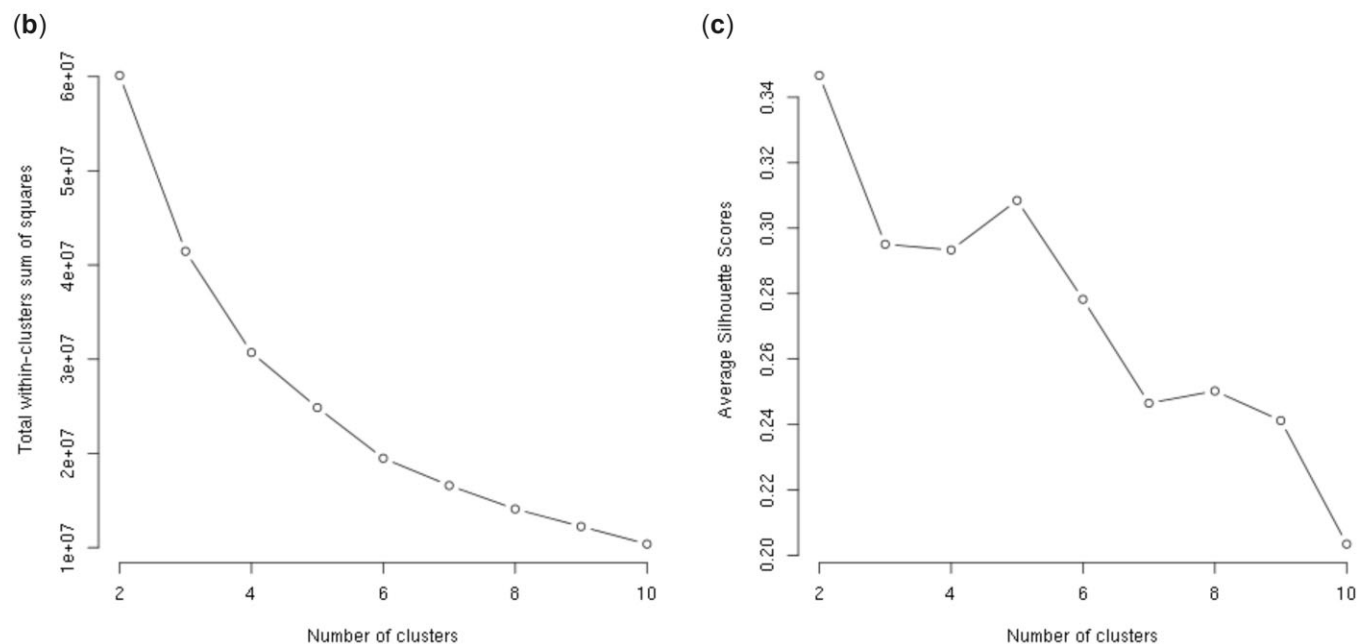 (b)
6e+07
5e+07
4e+07
3e+07
2e+07
1e+07
Total within-clusters sum of squares
2 4 6 8 10
Number of clusters
(c)
0.34
0.32
0.30
0.28
0.26
0.24
0.22
0.20
Average Silhouette Scores
2 4 6 8 10
Number of clusters